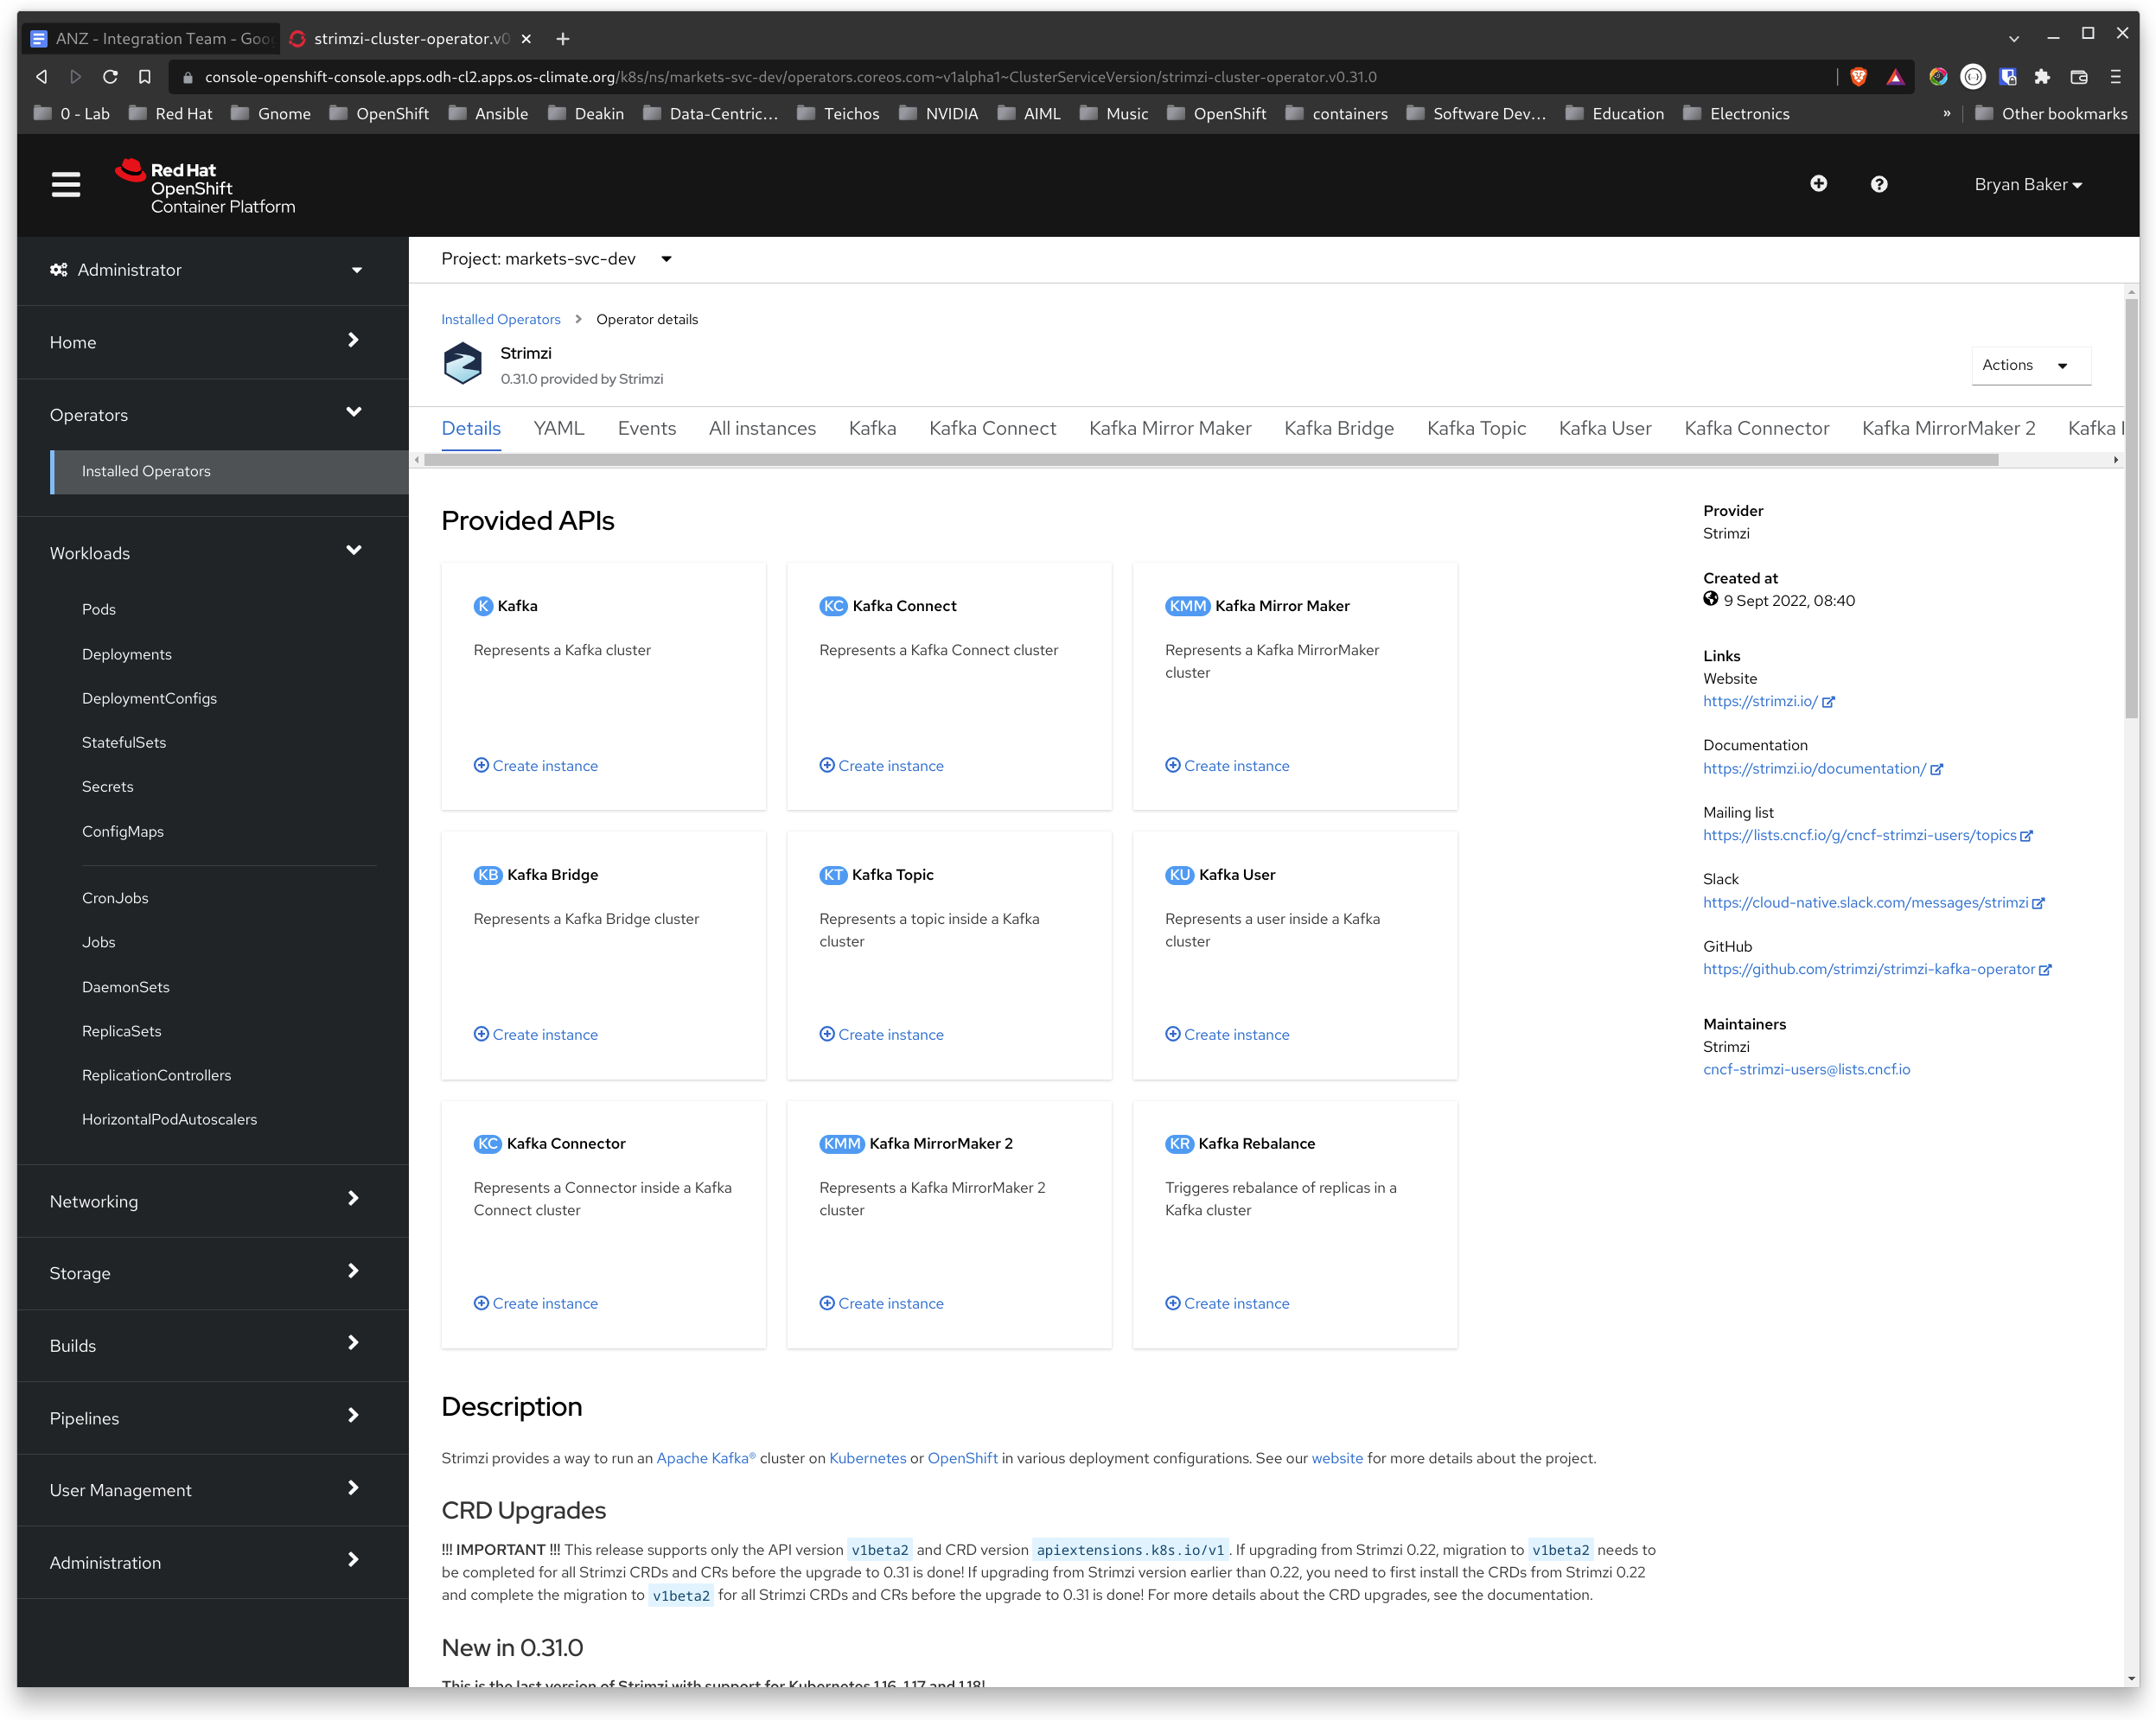 ANZ - Integration Team - Goo
strimzi-cluster-operator.v0
console-openshift-console.apps.odh-cl2.apps.os-climate.org/k8s/ns/markets-svc-dev/operators.coreos.com~v1alpha1~ClusterServiceVersion/strimzi-cluster-operator.v0.31.0
0 - Lab Red Hat Gnome OpenShift Ansible Deakin Data-Centric... Teichos NVIDIA AIML Music OpenShift containers Software Dev... Education Electronics » Other bookmarks
Red Hat
OpenShift
Container Platform
Bryan Baker
Administrator
Home
Operators
Installed Operators
Workloads
Pods
Deployments
DeploymentConfigs
StatefulSets
Secrets
ConfigMaps
CronJobs
Jobs
DaemonSets
ReplicaSets
ReplicationControllers
HorizontalPodAutoscalers
Networking
Storage
Builds
Pipelines
User Management
Administration
Project: markets-svc-dev
Installed Operators > Operator details
Strimzi
0.31.0 provided by Strimzi
Actions
Details YAML Events All instances Kafka Kafka Connect Kafka Mirror Maker Kafka Bridge Kafka Topic Kafka User Kafka Connector Kafka MirrorMaker 2 Kafka
Provided APIs
K Kafka
Represents a Kafka cluster
Create instance
KC Kafka Connect
Represents a Kafka Connect cluster
Create instance
KMM Kafka Mirror Maker
Represents a Kafka MirrorMaker
cluster
Create instance
KB Kafka Bridge
Represents a Kafka Bridge cluster
Create instance
KT Kafka Topic
Represents a topic inside a Kafka
cluster
Create instance
KU Kafka User
Represents a user inside a Kafka
cluster
Create instance
KC Kafka Connector
Represents a Connector inside a Kafka
Connect cluster
Create instance
KMM Kafka MirrorMaker 2
Represents a Kafka MirrorMaker 2
cluster
Create instance
KR Kafka Rebalance
Triggeres rebalance of replicas in a
Kafka cluster
Create instance
Provider
Strimzi
Created at
9 Sept 2022, 08:40
Links
Website
https://strimzi.io/
Documentation
https://strimzi.io/documentation/
Mailing list
https://lists.cncf.io/g/cncf-strimzi-users/topics
Slack
https://cloud-native.slack.com/messages/strimzi
GitHub
https://github.com/strimzi/strimzi-kafka-operator
Maintainers
Strimzi
cncf-strimzi-users@lists.cncf.io
Description
Strimzi provides a way to run an Apache Kafka® cluster on Kubernetes or OpenShift in various deployment configurations. See our website for more details about the project.
CRD Upgrades
!!! IMPORTANT !!! This release supports only the API version v1beta2 and CRD version apiextensions.k8s.io/v1 . If upgrading from Strimzi 0.22, migration to v1beta2 needs to
be completed for all Strimzi CRDs and CRs before the upgrade to 0.31 is done! If upgrading from Strimzi version earlier than 0.22, you need to first install the CRDs from Strimzi 0.22
and complete the migration to v1beta2 for all Strimzi CRDs and CRs before the upgrade to 0.31 is done! For more details about the CRD upgrades, see the documentation.
New in 0.31.0
This is the last version of Strimzi with support for Kubernetes 1.16, 1.17 and 1.18!